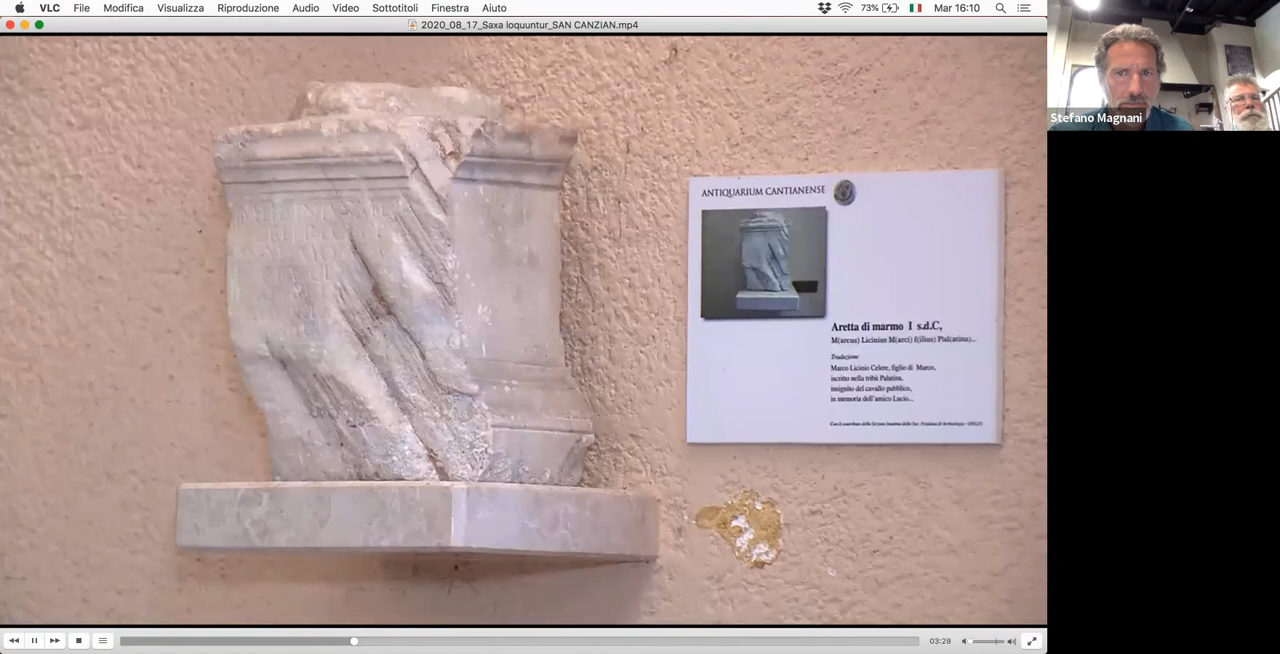 VLC File Modifica Visualizza Riproduzione Audio Video Sottotitoli Finestra Aiuto 73% Mar 16:10
2020_08_17_Saxa loquuntur_SAN CANZIAN.mp4
Stefano Magnani
ANTIQUARIUM CANTIANENSE
Aretta di marmo I s.d.C,
M(arcus) Licinius M(arci) f(ilius) Plal(atina)...
Traduzione
Marco Licinio Celere, figlio di Marco,
iscritto nella tribù Palatina,
insignito del cavallo pubblico,
in memoria dell'amico Lucio...
03:29